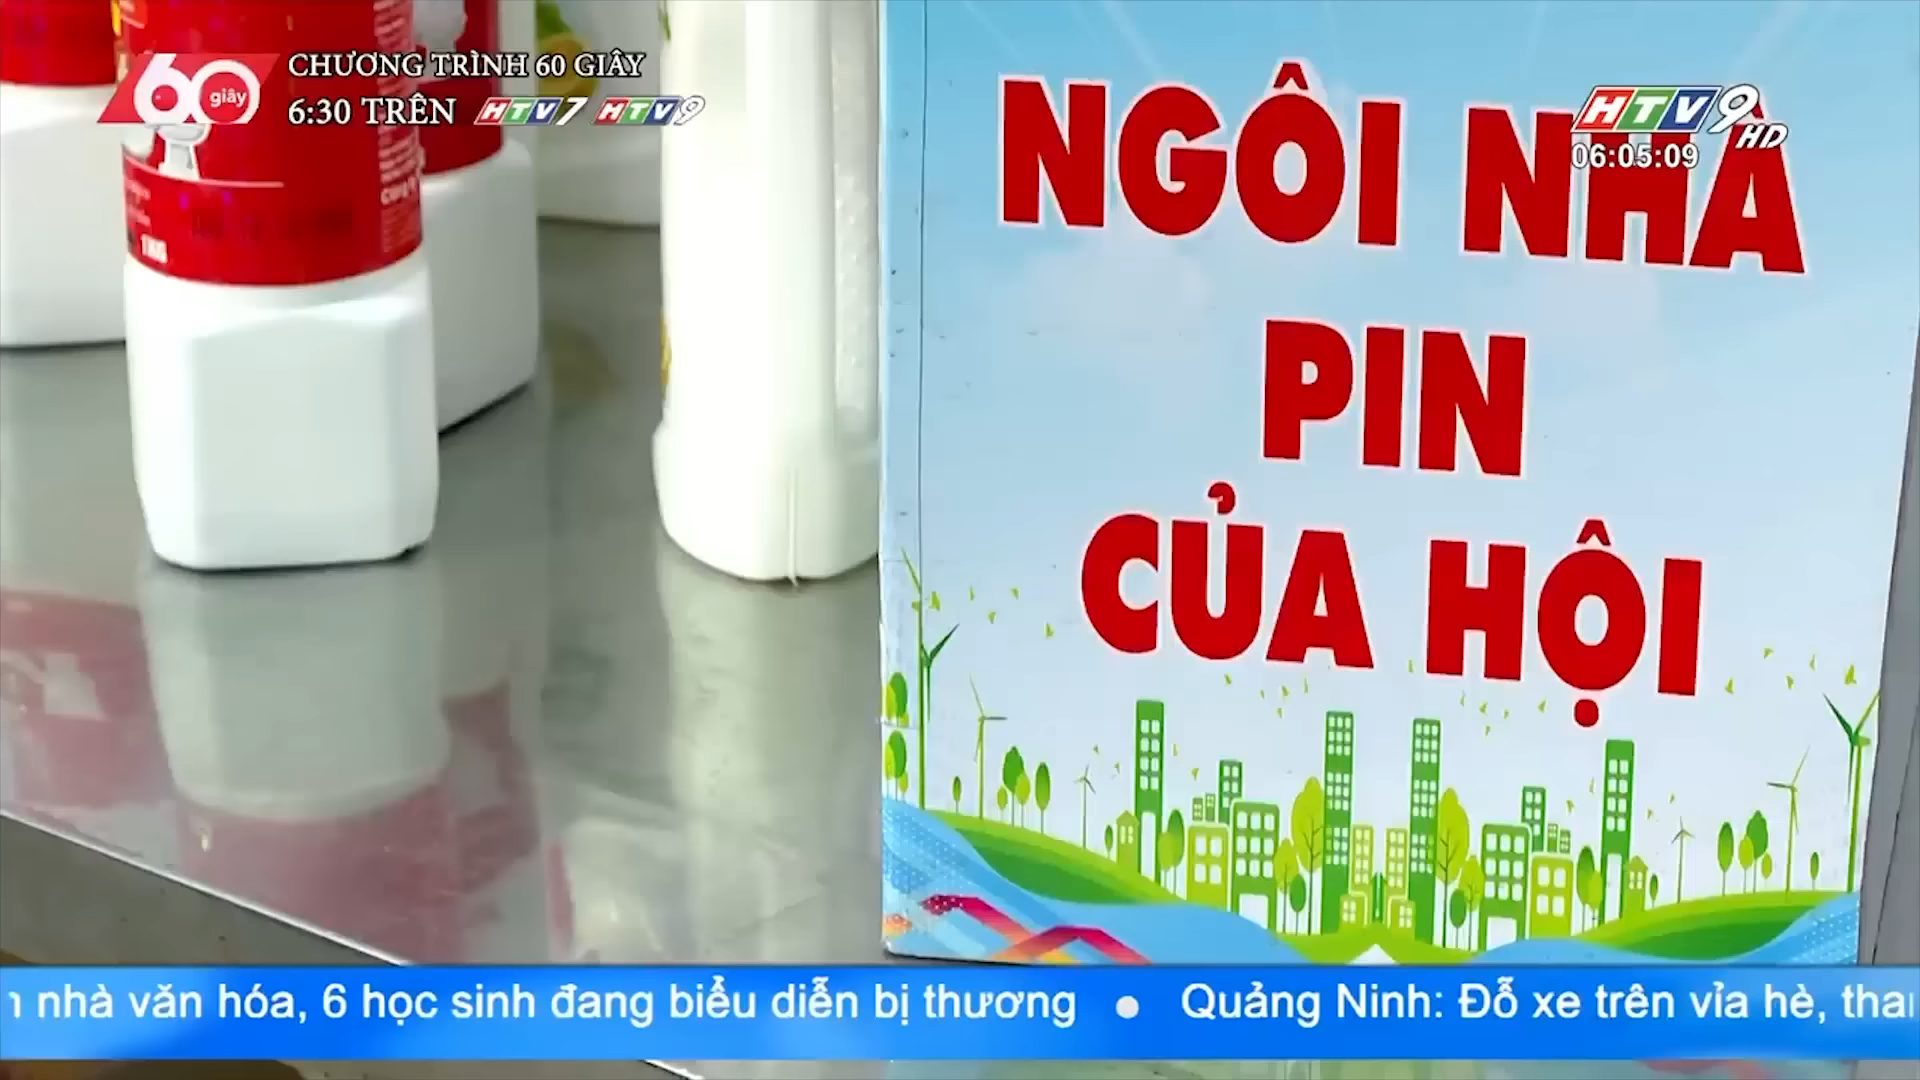 60 giây
CHƯƠNG TRÌNH 60 GIÂY
6:30 TRÊN HTV7 HTV9
HTV9 HD
06:05:09
1KG
NGÔI NHÀ
PIN
CỦA HỘI
nhà văn hóa, 6 học sinh đang biểu diễn bị thương • Quảng Ninh: Đỗ xe trên vỉa hè,